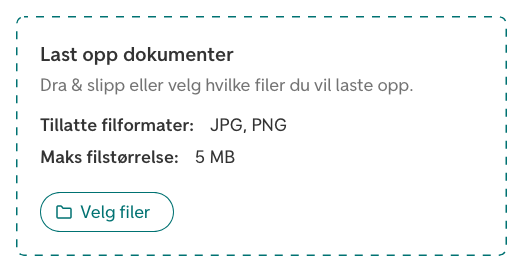 Last opp dokumenter
Dra & slipp eller velg hvilke filer du vil laste opp.
Tillatte filformater: JPG, PNG
Maks filstørrelse: 5 MB
Velg filer